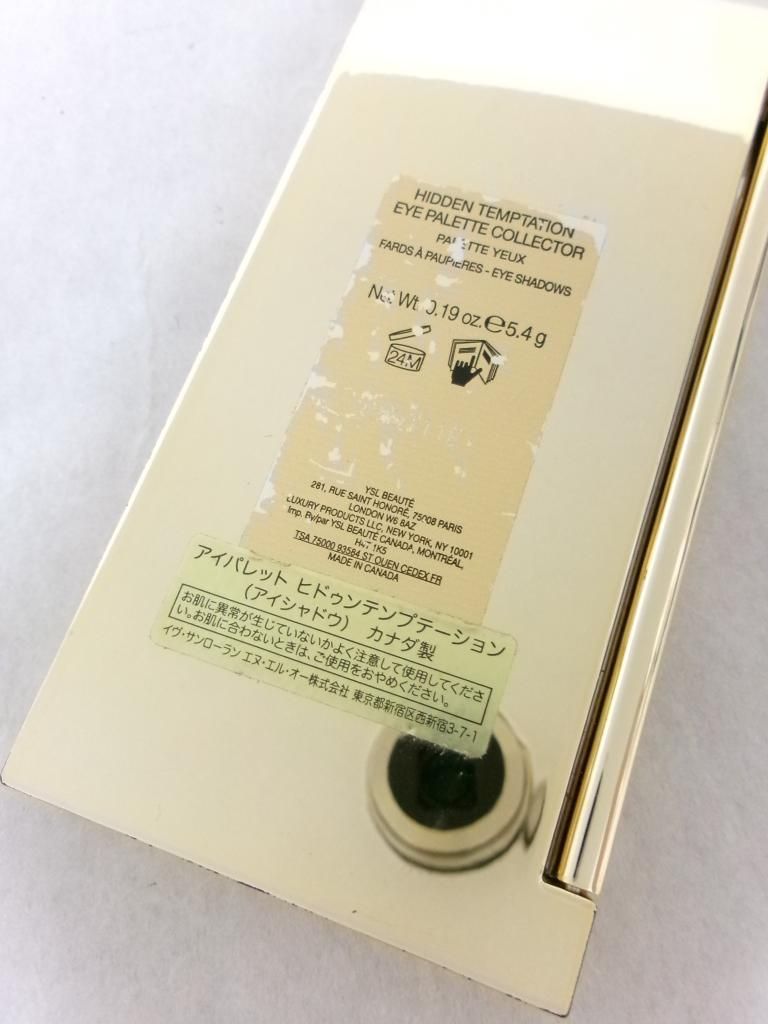 HIDDEN TEMPTATION
EYE PALETTE COLLECTOR
PALETTE YEUX
FARDS À PAUPIÈRES - EYE SHADOWS
Net Wt. 0.19 oz. ℮ 5.4 g
24M
YSL BEAUTÉ
281, RUE SAINT HONORÉ, 75008 PARIS
LONDON W6 8AZ
LUXURY PRODUCTS LLC, NEW YORK, NY 10001
Imp. By/par YSL BEAUTÉ CANADA, MONTRÉAL,
1K5
TSA 75000 93584 ST OUEN CEDEX FR
MADE IN CANADA
アイパレット ヒドゥンテンプテーション
(アイシャドウ) カナダ製
お肌に異常が生じていないかよく注意して使用してくださ
い。お肌に合わないときは、ご使用をおやめください。
イヴ・サンローラン エヌ・エル・オー株式会社 東京都新宿区西新宿3-7-1